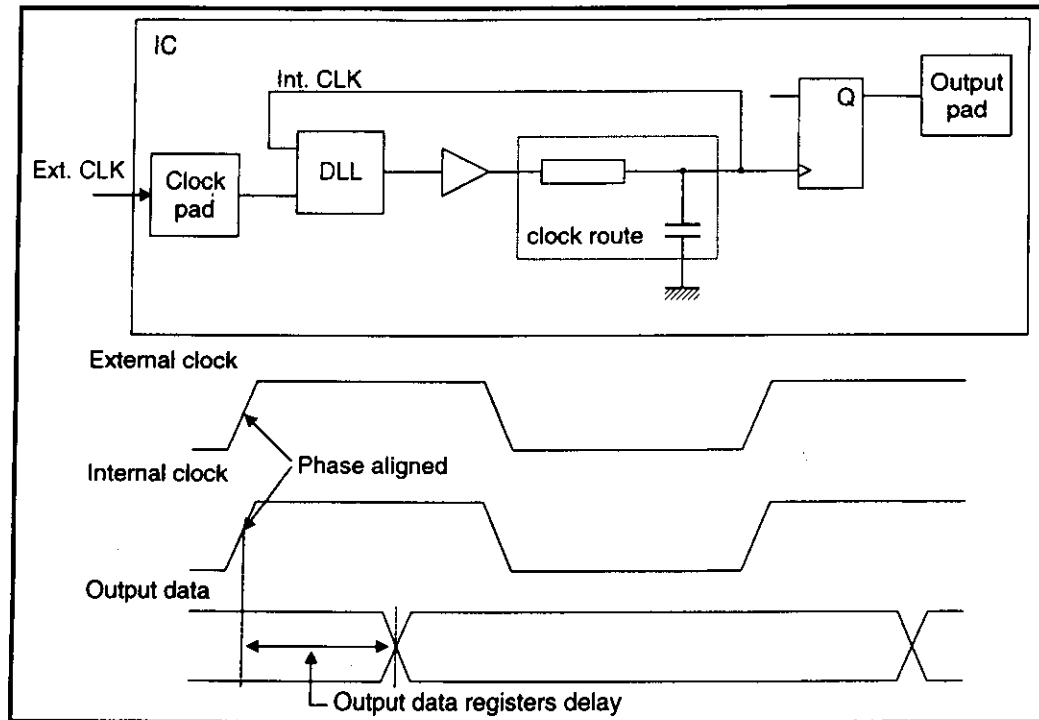 IC
Int. CLK
Ext. CLK
Clock
pad
DLL
clock route
Q
Output
pad
External clock
Phase aligned
Internal clock
Output data
Output data registers delay